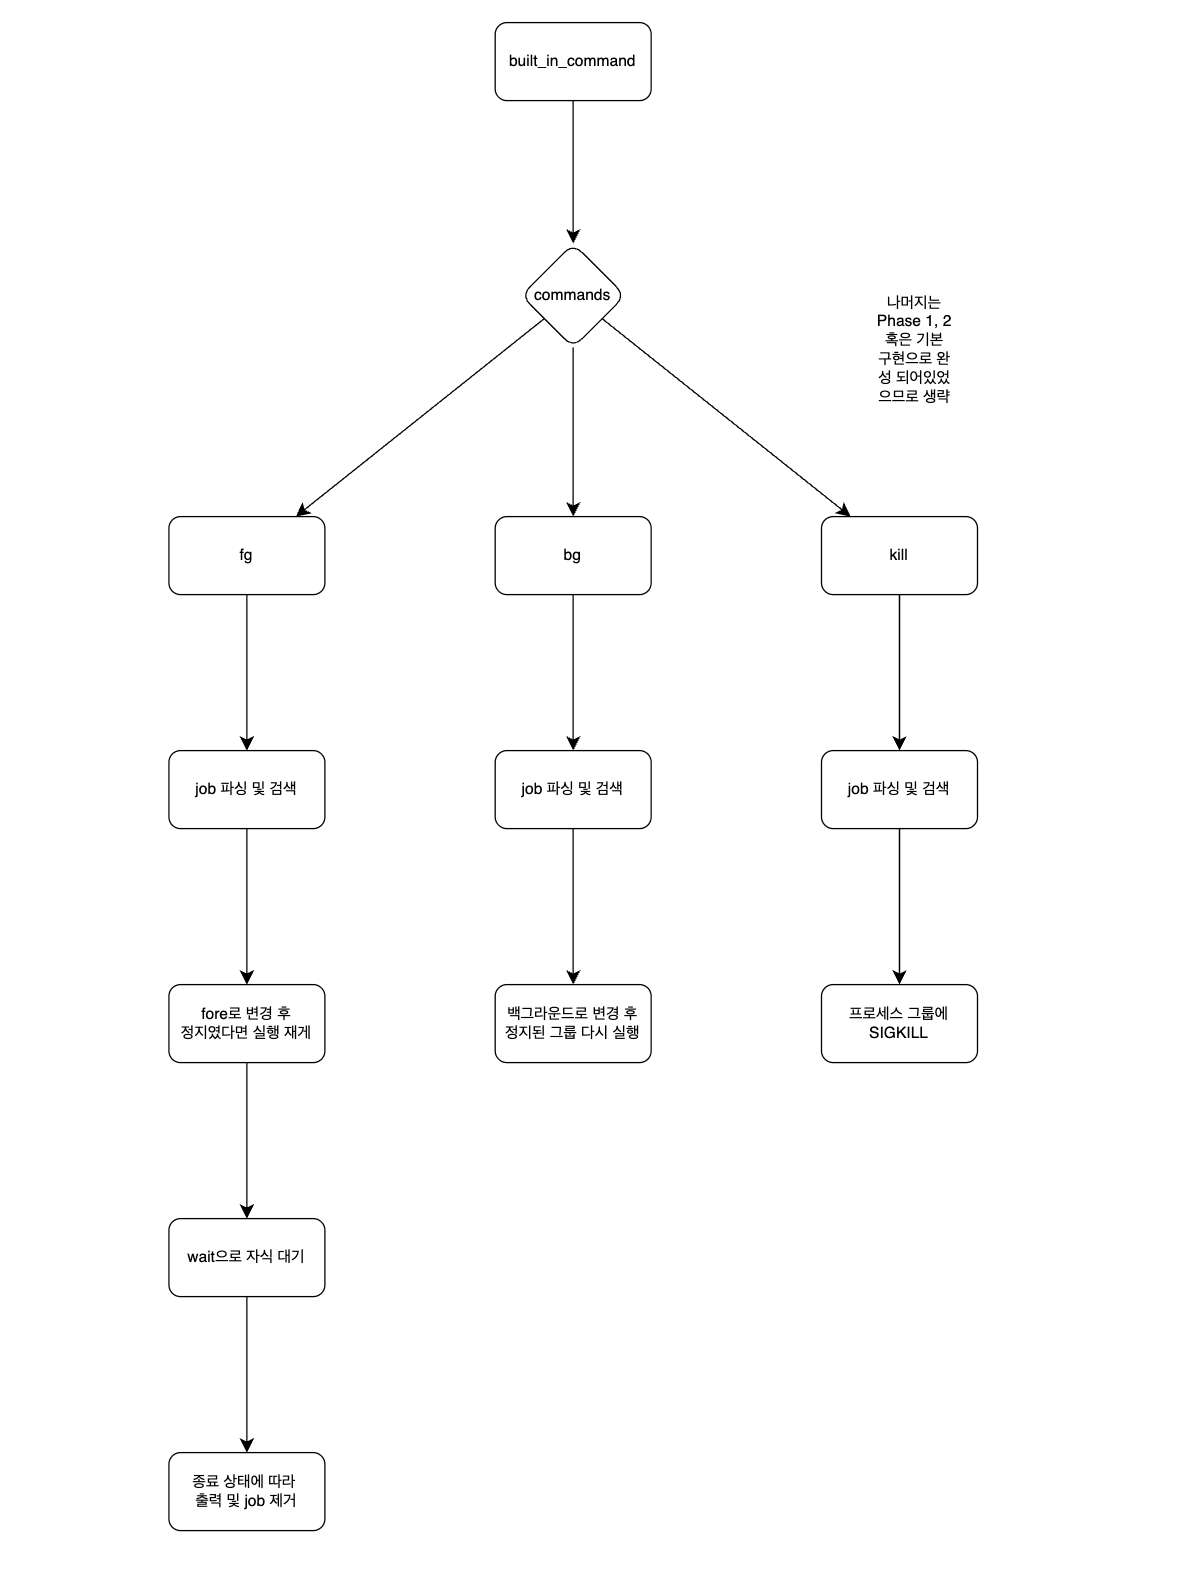 built_in_command
commands
나머지는
Phase 1, 2
혹은 기본
구현으로 완
성 되어있었
으므로 생략
fg
bg
kill
job 파싱 및 검색
job 파싱 및 검색
job 파싱 및 검색
fore로 변경 후
정지였다면 실행 재게
백그라운드로 변경 후
정지된 그룹 다시 실행
프로세스 그룹에
SIGKILL
wait으로 자식 대기
종료 상태에 따라
출력 및 job 제거